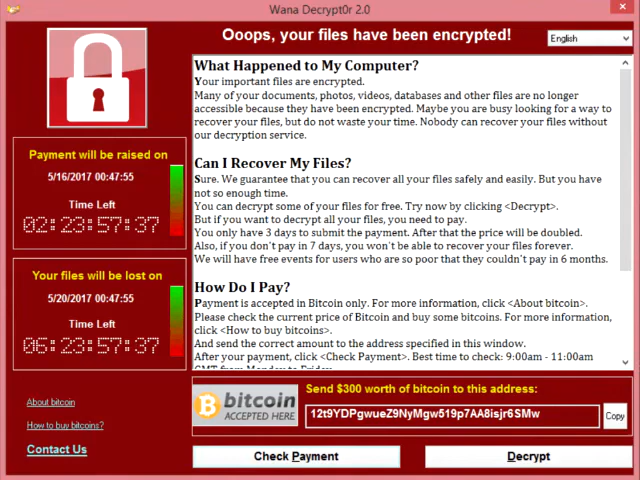 Wana Decrypt0r 2.0
Ooops, your files have been encrypted!
English
What Happened to My Computer?
Your important files are encrypted.
Many of your documents, photos, videos, databases and other files are no longer
accessible because they have been encrypted. Maybe you are busy looking for a way to
recover your files, but do not waste your time. Nobody can recover your files without
our decryption service.
Can I Recover My Files?
Sure. We guarantee that you can recover all your files safely and easily. But you have
not so enough time.
You can decrypt some of your files for free. Try now by clicking <Decrypt>.
But if you want to decrypt all your files, you need to pay.
You only have 3 days to submit the payment. After that the price will be doubled.
Also, if you don't pay in 7 days, you won't be able to recover your files forever.
We will have free events for users who are so poor that they couldn't pay in 6 months.
How Do I Pay?
Payment is accepted in Bitcoin only. For more information, click <About bitcoin>.
Please check the current price of Bitcoin and buy some bitcoins. For more information,
click <How to buy bitcoins>.
And send the correct amount to the address specified in this window.
After your payment, click <Check Payment>. Best time to check: 9:00am - 11:00am
GMT from Monday to Friday.
Payment will be raised on
5/16/2017 00:47:55
Time Left
02:23:57:37
Your files will be lost on
5/20/2017 00:47:55
Time Left
06:23:57:37
About bitcoin
How to buy bitcoins?
Contact Us
bitcoin
ACCEPTED HERE
Send $300 worth of bitcoin to this address:
12t9YDPgwueZ9NyMgw519p7AA8isjr6SMw
Copy
Check Payment
Decrypt